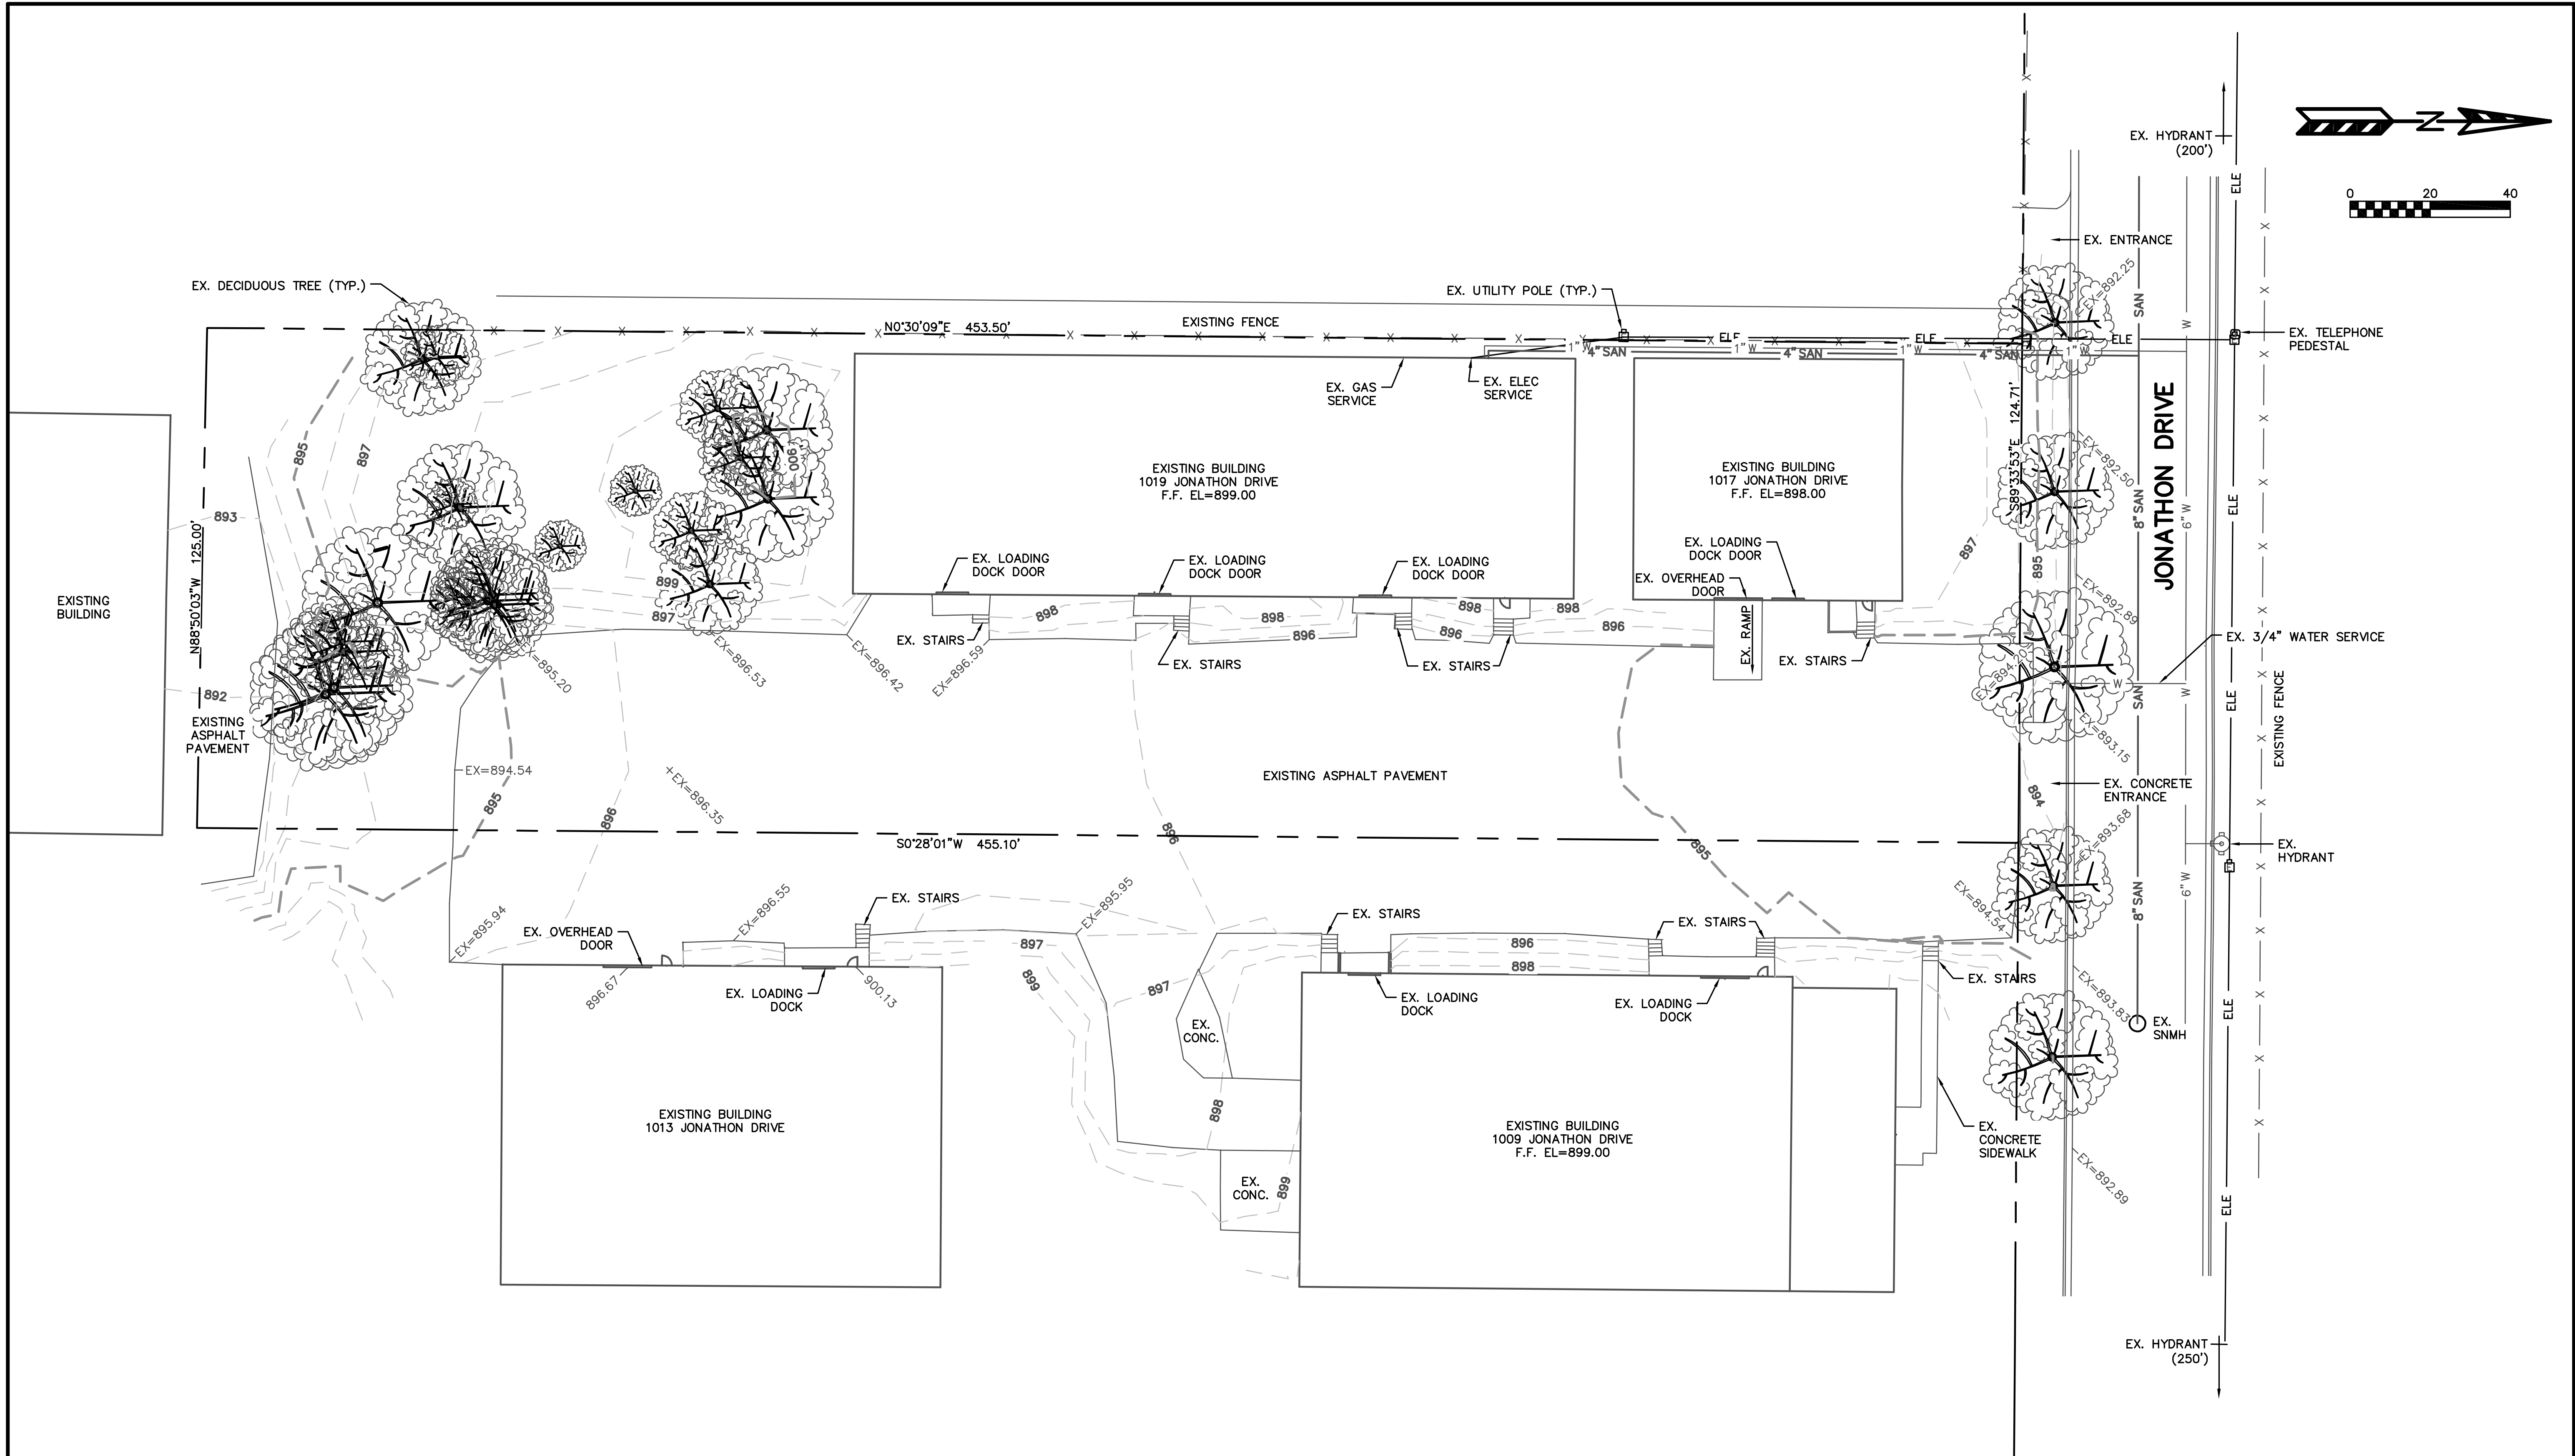 EX. HYDRANT
(200')
ELE
N
0 20 40
EX. ENTRANCE
EX=892.25
SAN
EX. DECIDUOUS TREE (TYP.)
EX. UTILITY POLE (TYP.)
N0°30'09"E 453.50'
EXISTING FENCE
1"W
4"SAN
ELE
1"W
4"SAN
ELE
1"W
4"SAN
1"W
ELE
W
EX. TELEPHONE
PEDESTAL
EX. GAS
SERVICE
EX. ELEC
SERVICE
S89°33'53"E 124.71'
JONATHON DRIVE
895
897
900
EXISTING BUILDING
1019 JONATHON DRIVE
F.F. EL=899.00
EXISTING BUILDING
1017 JONATHON DRIVE
F.F. EL=898.00
EX=892.50
8"SAN
6"W
ELE
893
N88°50'03"W 125.00'
EX. LOADING
DOCK DOOR
EX. LOADING
DOCK DOOR
EX. LOADING
DOCK DOOR
EX. LOADING
DOCK DOOR
EX. OVERHEAD
DOOR
EX. RAMP
897
895
EX=892.89
EXISTING
BUILDING
899
897
898
898
896
898
896
898
896
EX. STAIRS
EX. STAIRS
EX. STAIRS
EX. STAIRS
EX. 3/4" WATER SERVICE
EX=895.20
EX=896.53
EX=896.42
EX=896.59
W
SAN
W
ELE
EXISTING FENCE
892
EXISTING
ASPHALT
PAVEMENT
EX=893.15
EX=894.54
EX=896.35
EXISTING ASPHALT PAVEMENT
EX. CONCRETE
ENTRANCE
895
896
896
895
894
S0°28'01"W 455.10'
EX=893.68
EX.
HYDRANT
8"SAN
6"W
EX=895.94
EX=896.55
EX. STAIRS
EX=895.95
EX. STAIRS
EX. STAIRS
EX=894.54
EX. OVERHEAD
DOOR
897
896
898
EX. STAIRS
896.67
EX. LOADING
DOCK
900.13
899
897
EX. LOADING
DOCK
EX. LOADING
DOCK
EX=893.83
EX.
SNMH
ELE
EX.
CONC.
EXISTING BUILDING
1013 JONATHON DRIVE
898
EXISTING BUILDING
1009 JONATHON DRIVE
F.F. EL=899.00
EX.
CONCRETE
SIDEWALK
EX.
CONC.
899
EX=892.89
ELE
EX. HYDRANT
(250')